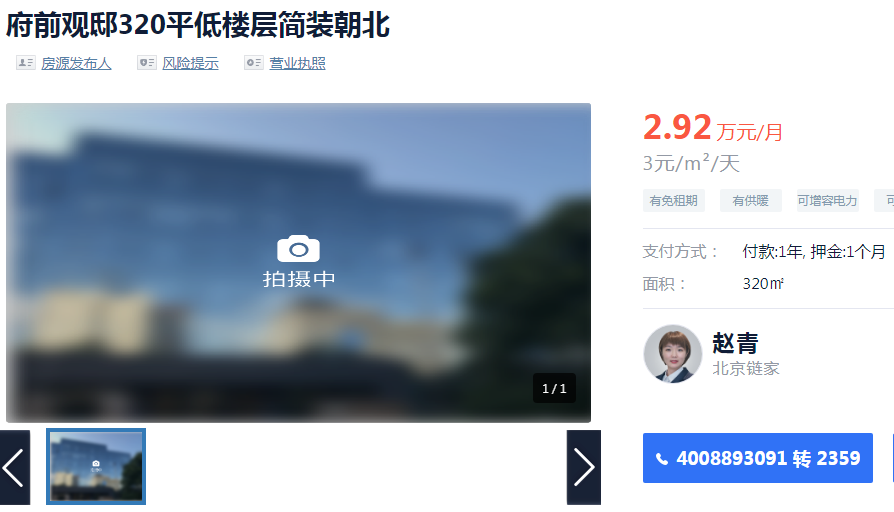 府前观邸320平低楼层简装朝北
房源发布人 风险提示 营业执照
拍摄中
1/1
2.92 万元/月
3元/m²/天
有免租期 有供暖 可增容电力
支付方式： 付款:1年, 押金:1个月
面积： 320㎡
赵青
北京链家
4008893091 转 2359